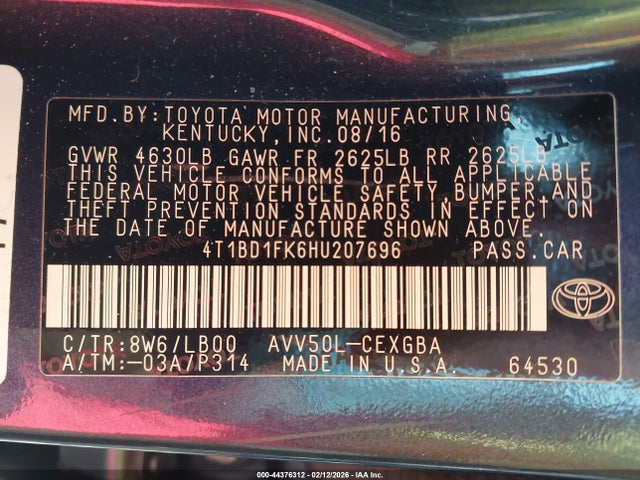 MFD.BY:TOYOTA MOTOR MANUFACTURING
KENTUCKY,INC.08/16
GVWR 4630LB GAWR FR 2625LB RR 2625LB
THIS VEHICLE CONFORMS TO ALL APPLICABLE
FEDERAL MOTOR VEHICLE SAFETY,BUMPER,AND
THEFT PREVENTION STANDARDS IN EFFECT ON
THE DATE OF MANUFACTURE SHOWN ABOVE.
4T1BD1FK6HU207696 PASS.CAR
C/TR:8W6/LB00 AVV50L-CEXGBA
A/TM:-03A7P314 MADE IN U.S.A. 64530
000-44376312 - 02/12/2026 - IAA Inc.